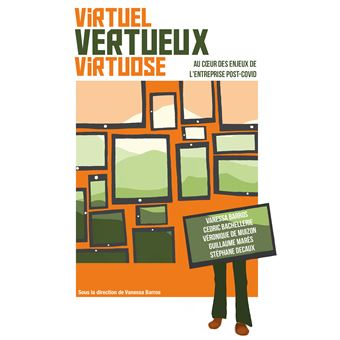 ViRTUEL
VERTUEUX
ViRTUOSE
AU CŒUR DES ENJEUX DE
L'ENTREPRISE POST-COVID
VANESSA BARROS
CEDRIC BACHELLERIE
VÉRONIQUE DE MUIZON
GUILLAUME MARÈS
STÉPHANE DECAUX
Sous la direction de Vanessa Barros